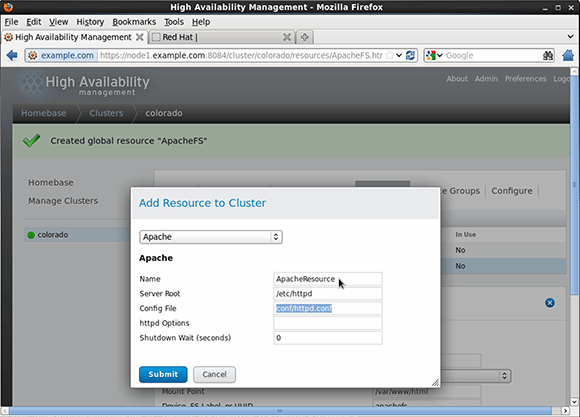 High Availability Management - Mozilla Firefox
File Edit View History Bookmarks Tools Help
High Availability Management
Red Hat |
example.com
https://node1.example.com:8084/cluster/colorado/resources/ApacheFS.htr
Google
High Availability
management
About Admin Preferences Logo
Homebase Clusters colorado
Created global resource "ApacheFS"
Homebase
Manage Clusters
colorado
e Groups Configure
In Use
No
No
Add Resource to Cluster
Apache
Apache
Name ApacheResource
Server Root /etc/httpd
Config File conf/httpd.conf
httpd Options
Shutdown Wait (seconds) 0
Submit Cancel
Mount Point /var/www/html
Device, FS Label, or UUID apachefs